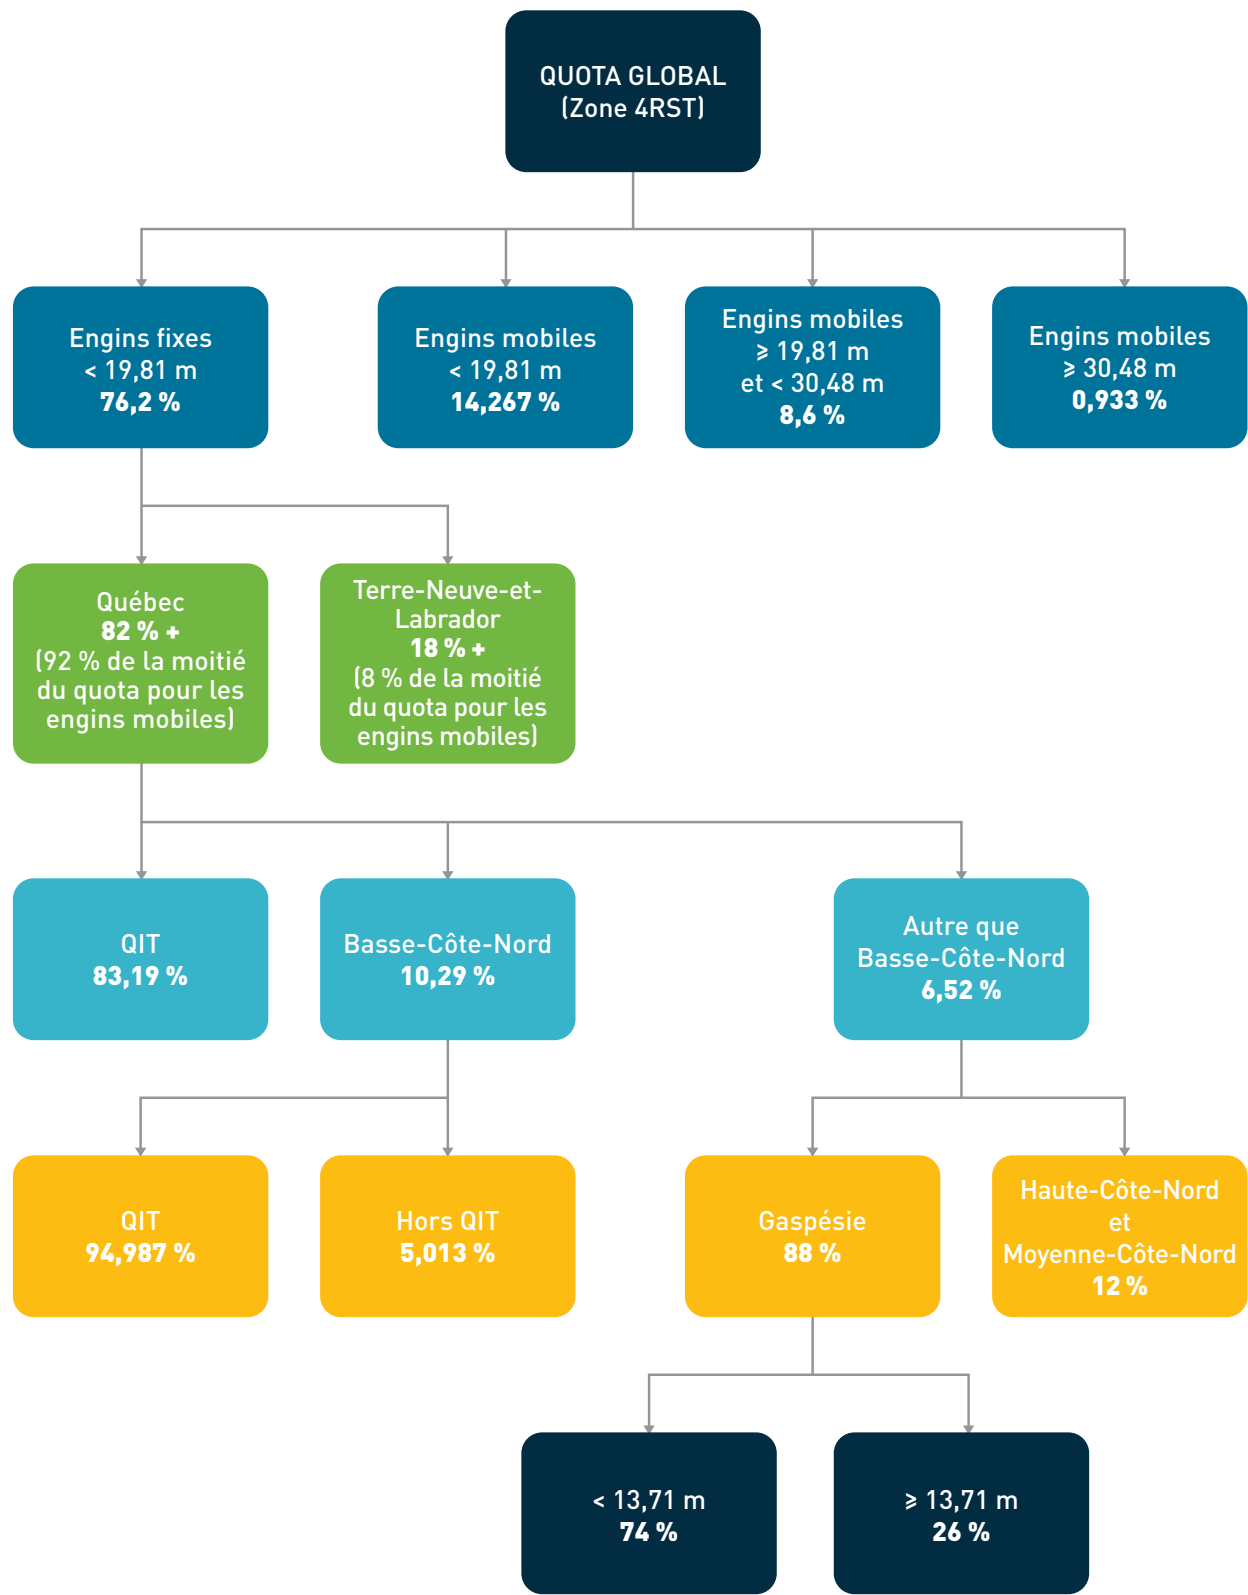 QUOTA GLOBAL
(Zone 4RST)
Engins fixes
< 19,81 m
76,2 %
Engins mobiles
< 19,81 m
14,267 %
Engins mobiles
⩾ 19,81 m
et < 30,48 m
8,6 %
Engins mobiles
⩾ 30,48 m
0,933 %
Québec
82 % +
(92 % de la moitié
du quota pour les
engins mobiles)
Terre-Neuve-et-
Labrador
18 % +
(8 % de la moitié
du quota pour les
engins mobiles)
QIT
83,19 %
Basse-Côte-Nord
10,29 %
Autre que
Basse-Côte-Nord
6,52 %
QIT
94,987 %
Hors QIT
5,013 %
Gaspésie
88 %
Haute-Côte-Nord
et
Moyenne-Côte-Nord
12 %
< 13,71 m
74 %
⩾ 13,71 m
26 %